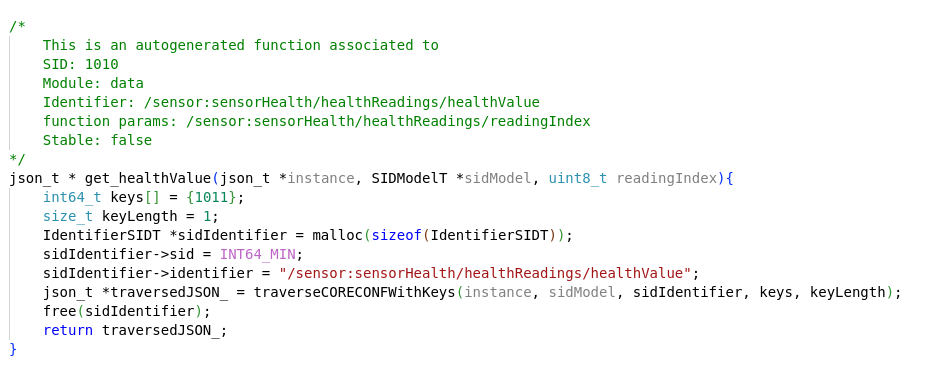 /*
    This is an autogenerated function associated to
    SID: 1010
    Module: data
    Identifier: /sensor:sensorHealth/healthReadings/healthValue
    function params: /sensor:sensorHealth/healthReadings/readingIndex
    Stable: false
*/
json_t * get_healthValue(json_t *instance, SIDModelT *sidModel, uint8_t readingIndex){
    int64_t keys[] = {1011};
    size_t keyLength = 1;
    IdentifierSIDT *sidIdentifier = malloc(sizeof(IdentifierSIDT));
    sidIdentifier->sid = INT64_MIN;
    sidIdentifier->identifier = "/sensor:sensorHealth/healthReadings/healthValue";
    json_t *traversedJSON_ = traverseCORECONFWithKeys(instance, sidModel, sidIdentifier, keys, keyLength);
    free(sidIdentifier);
    return traversedJSON_;
}